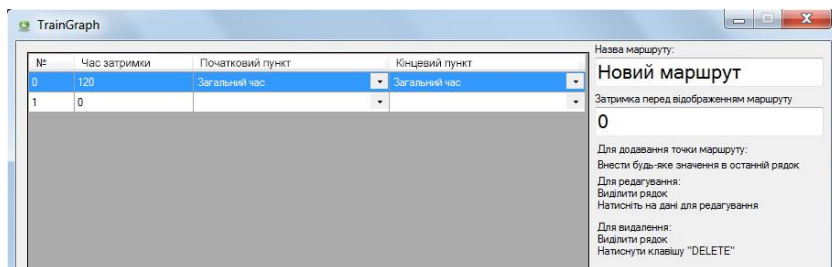 TrainGraph
№ Час затримки Початковий пункт Кінцевий пункт
0 120 Загальний час Загальний час
1 0
Назва маршруту:
Новий маршрут
Затримка перед відображенням маршруту
0
Для додавання точки маршруту:
Внести будь-яке значення в останній рядок
Для редагування:
Виділити рядок
Натисніть на дані для редагування
Для видалення:
Виділити рядок
Натиснути клавішу "DELETE"